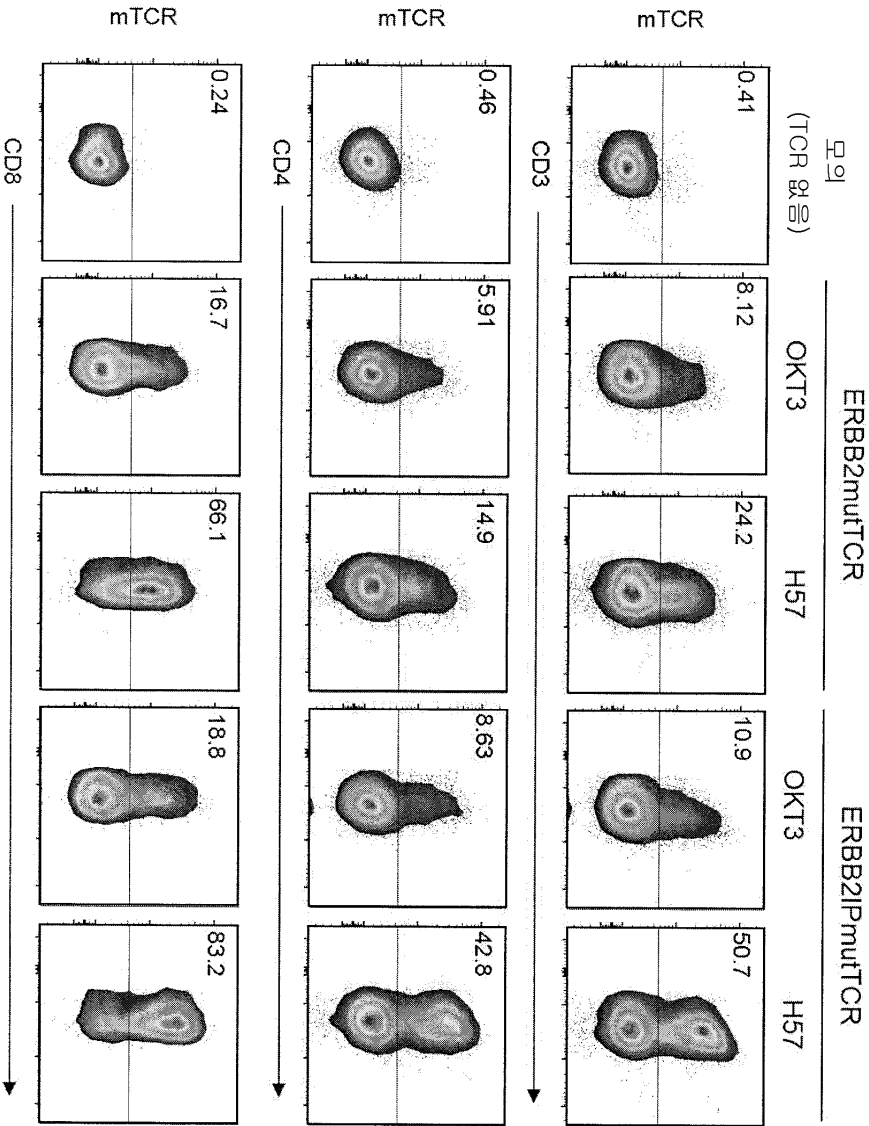 ERBB2mutTCR ERBB2IPmutTCR
모의
(TCR 없음) OKT3 H57 OKT3 H57
mTCR 0.41 8.12 24.2 10.9 50.7
CD3
mTCR 0.46 5.91 14.9 8.63 42.8
CD4
mTCR 0.24 16.7 66.1 18.8 83.2
CD8